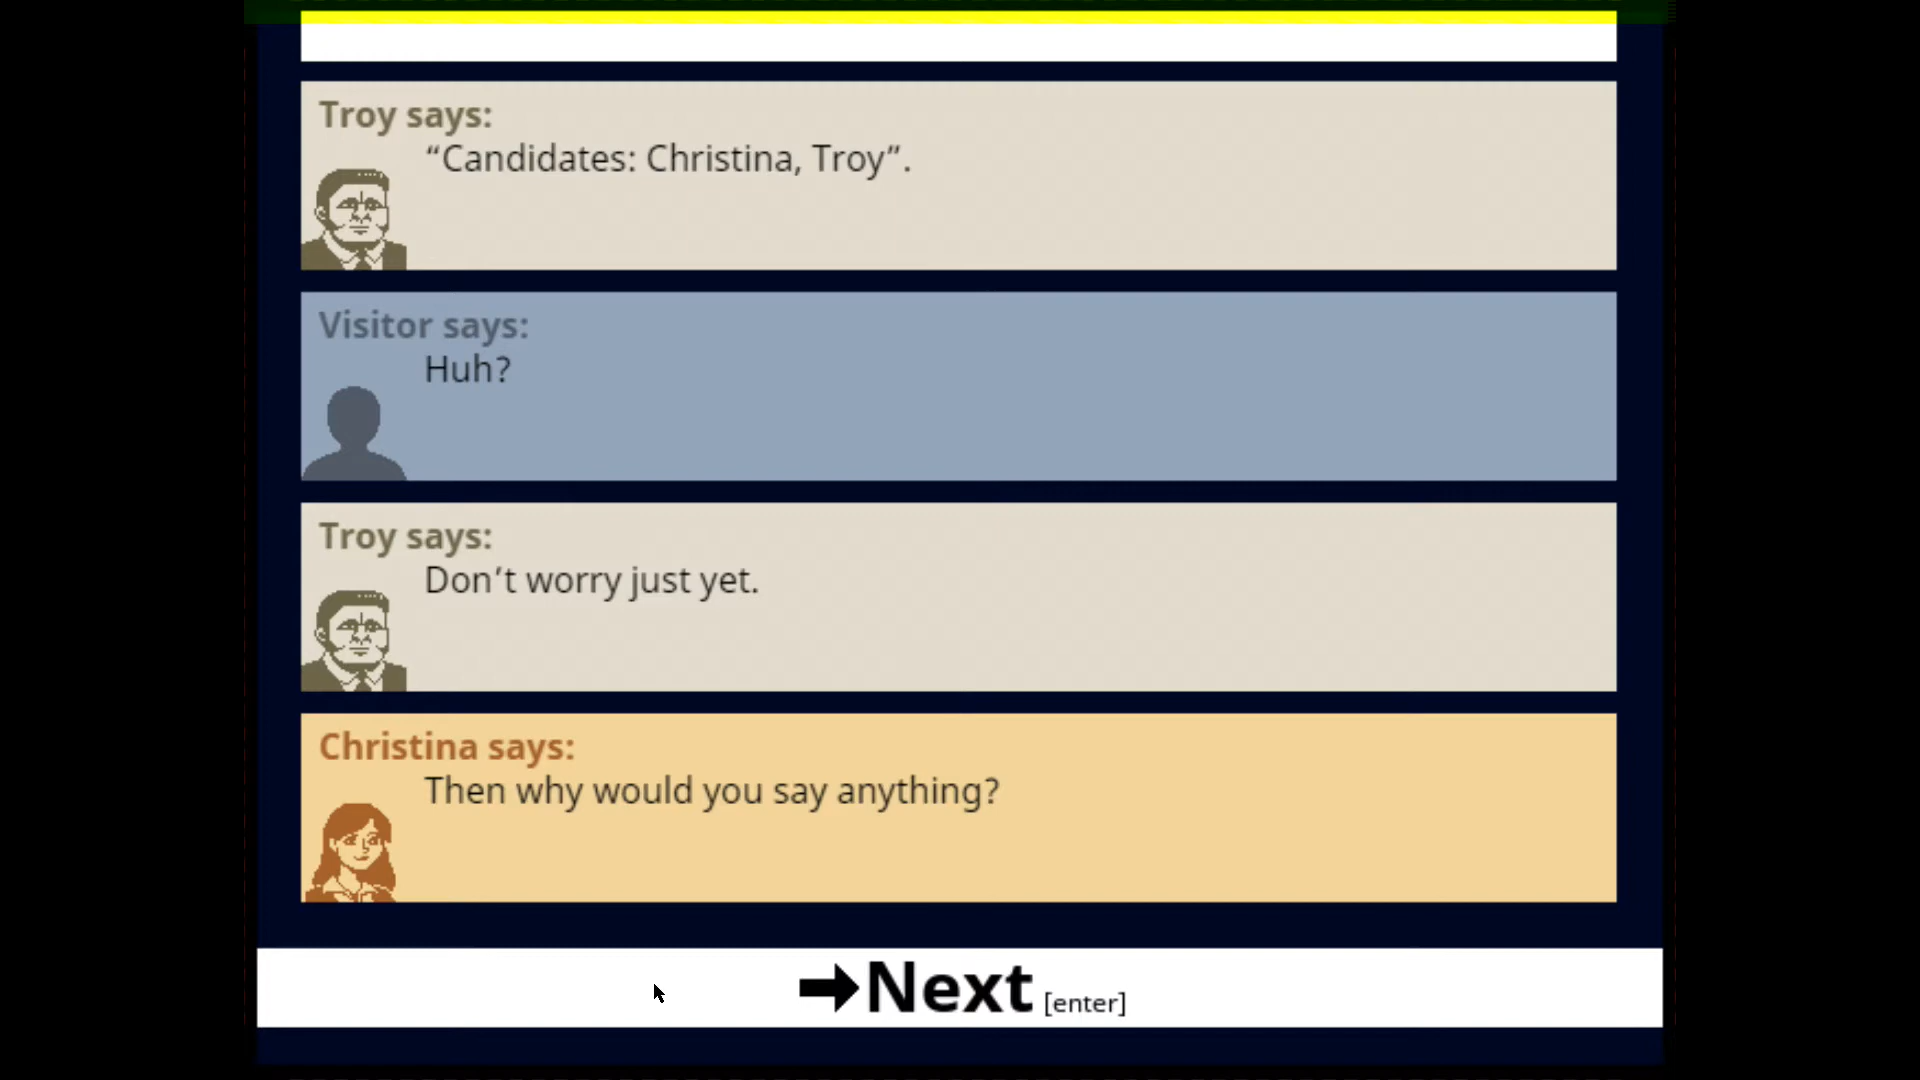 Troy says:
“Candidates: Christina, Troy”.
Visitor says:
Huh?
Troy says:
Don’t worry just yet.
Christina says:
Then why would you say anything?
➡Next [enter]